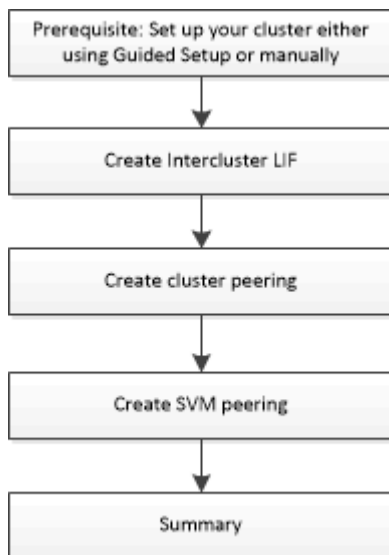 Prerequisite: Set up your cluster either
using Guided Setup or manually
Create Intercluster LIF
Create cluster peering
Create SVM peering
Summary